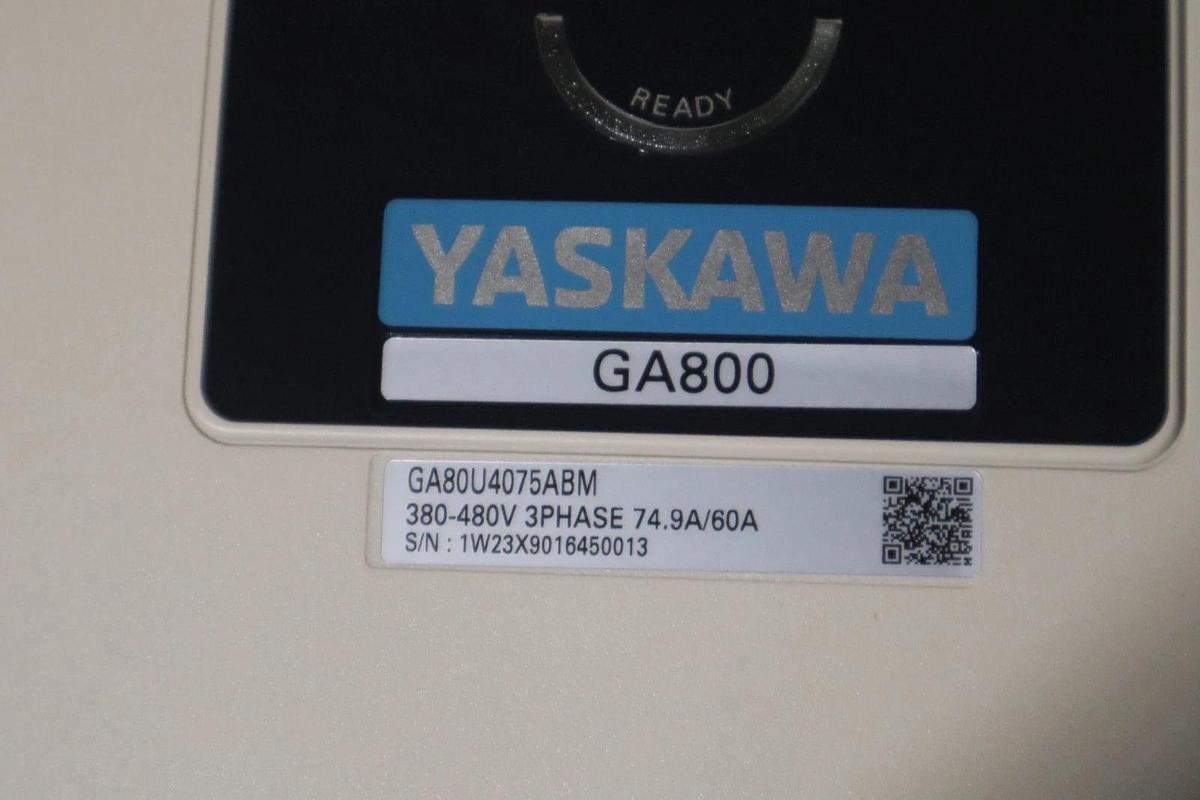 READY
YASKAWA
GA800
GA80U4075ABM
380-480V 3PHASE 74.9A/60A
S/N : 1W23X9016450013